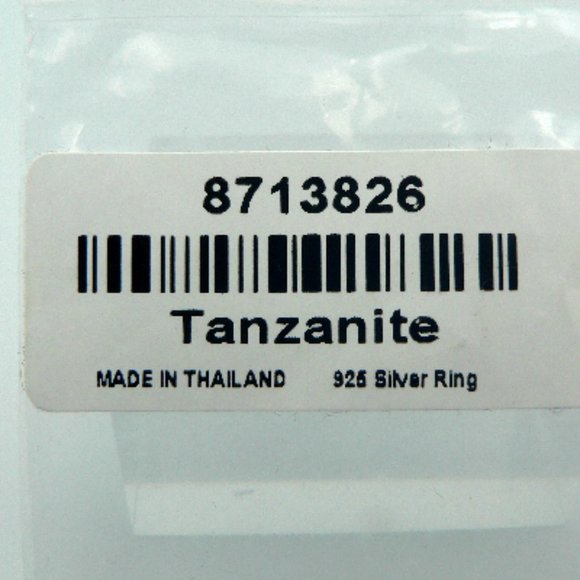 8713826
Tanzanite
MADE IN THAILAND 925 Silver Ring